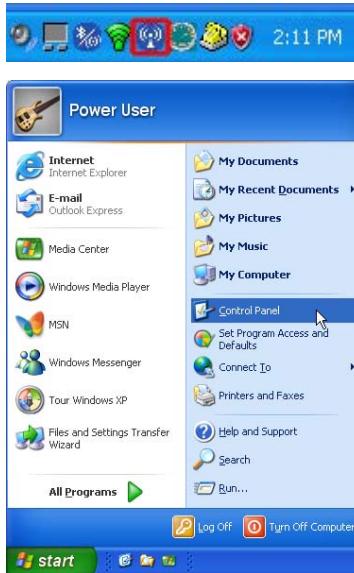 2:11 PM
Power User
Internet
Internet Explorer
E-mail
Outlook Express
Media Center
Windows Media Player
MSN
Windows Messenger
Tour Windows XP
Files and Settings Transfer
Wizard
All Programs
My Documents
My Recent Documents
My Pictures
My Music
My Computer
Control Panel
Set Program Access and
Defaults
Connect To
Printers and Faxes
Help and Support
Search
Run...
Log Off
Turn Off Computer
start